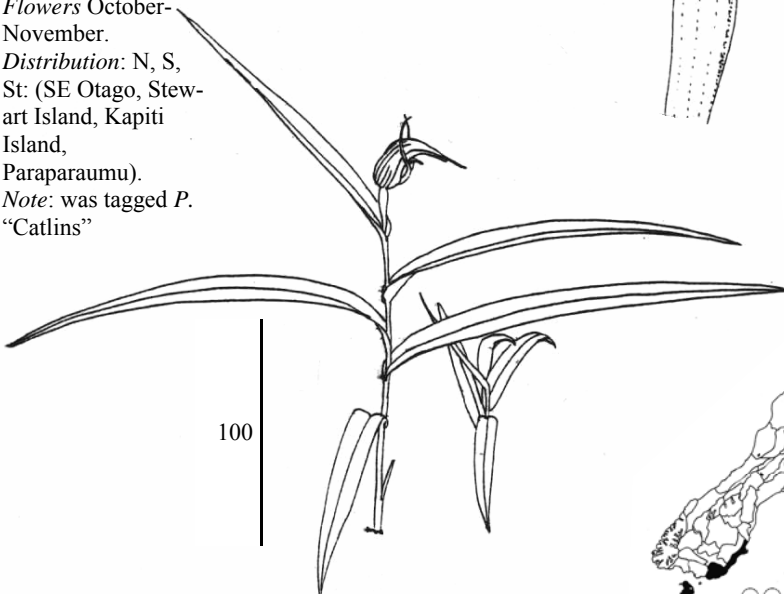 Flowers October-
November.
Distribution: N, S,
St: (SE Otago, Stew-
art Island, Kapiti
Island,
Paraparaumu).
Note: was tagged P.
“Catlins”
100